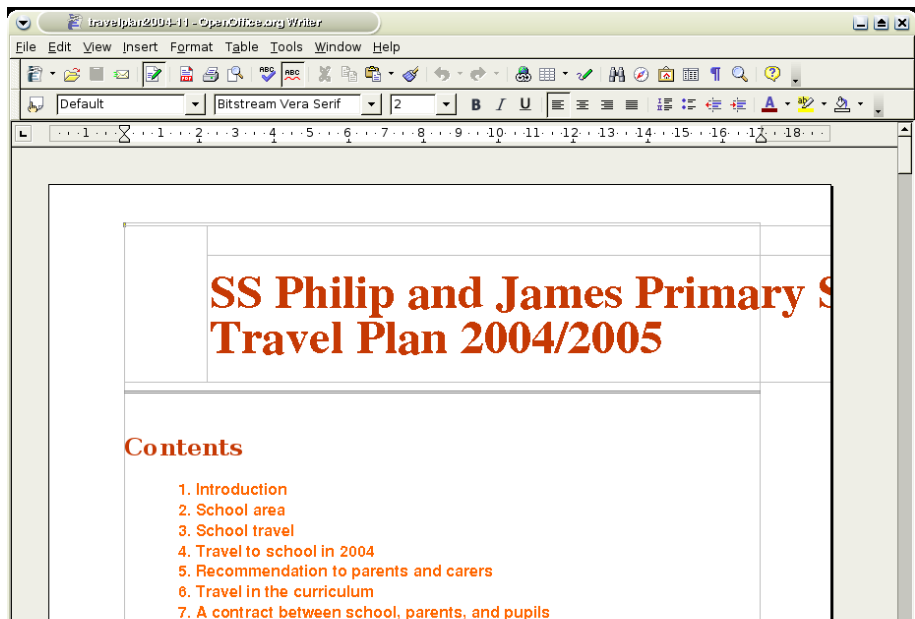 travelplan2004-11 - OpenOffice.org Writer
File Edit View Insert Format Table Tools Window Help
ABC ABC
Default Bitstream Vera Serif 2 B I U A
1 1 2 3 4 5 6 7 8 9 10 11 12 13 14 15 16 17 18
SS Philip and James Primary S
Travel Plan 2004/2005
Contents
1. Introduction
2. School area
3. School travel
4. Travel to school in 2004
5. Recommendation to parents and carers
6. Travel in the curriculum
7. A contract between school, parents, and pupils